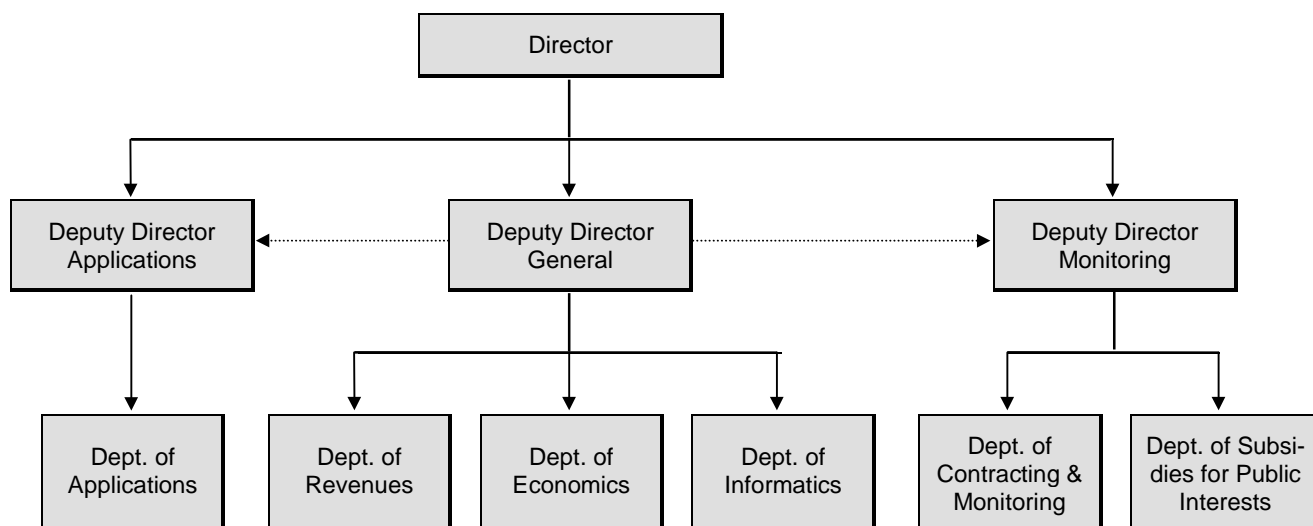 Director
Deputy Director
Applications
Deputy Director
General
Deputy Director
Monitoring
Dept. of
Applications
Dept. of
Revenues
Dept. of
Economics
Dept. of
Informatics
Dept. of
Contracting &
Monitoring
Dept. of Subsi-
dies for Public
Interests